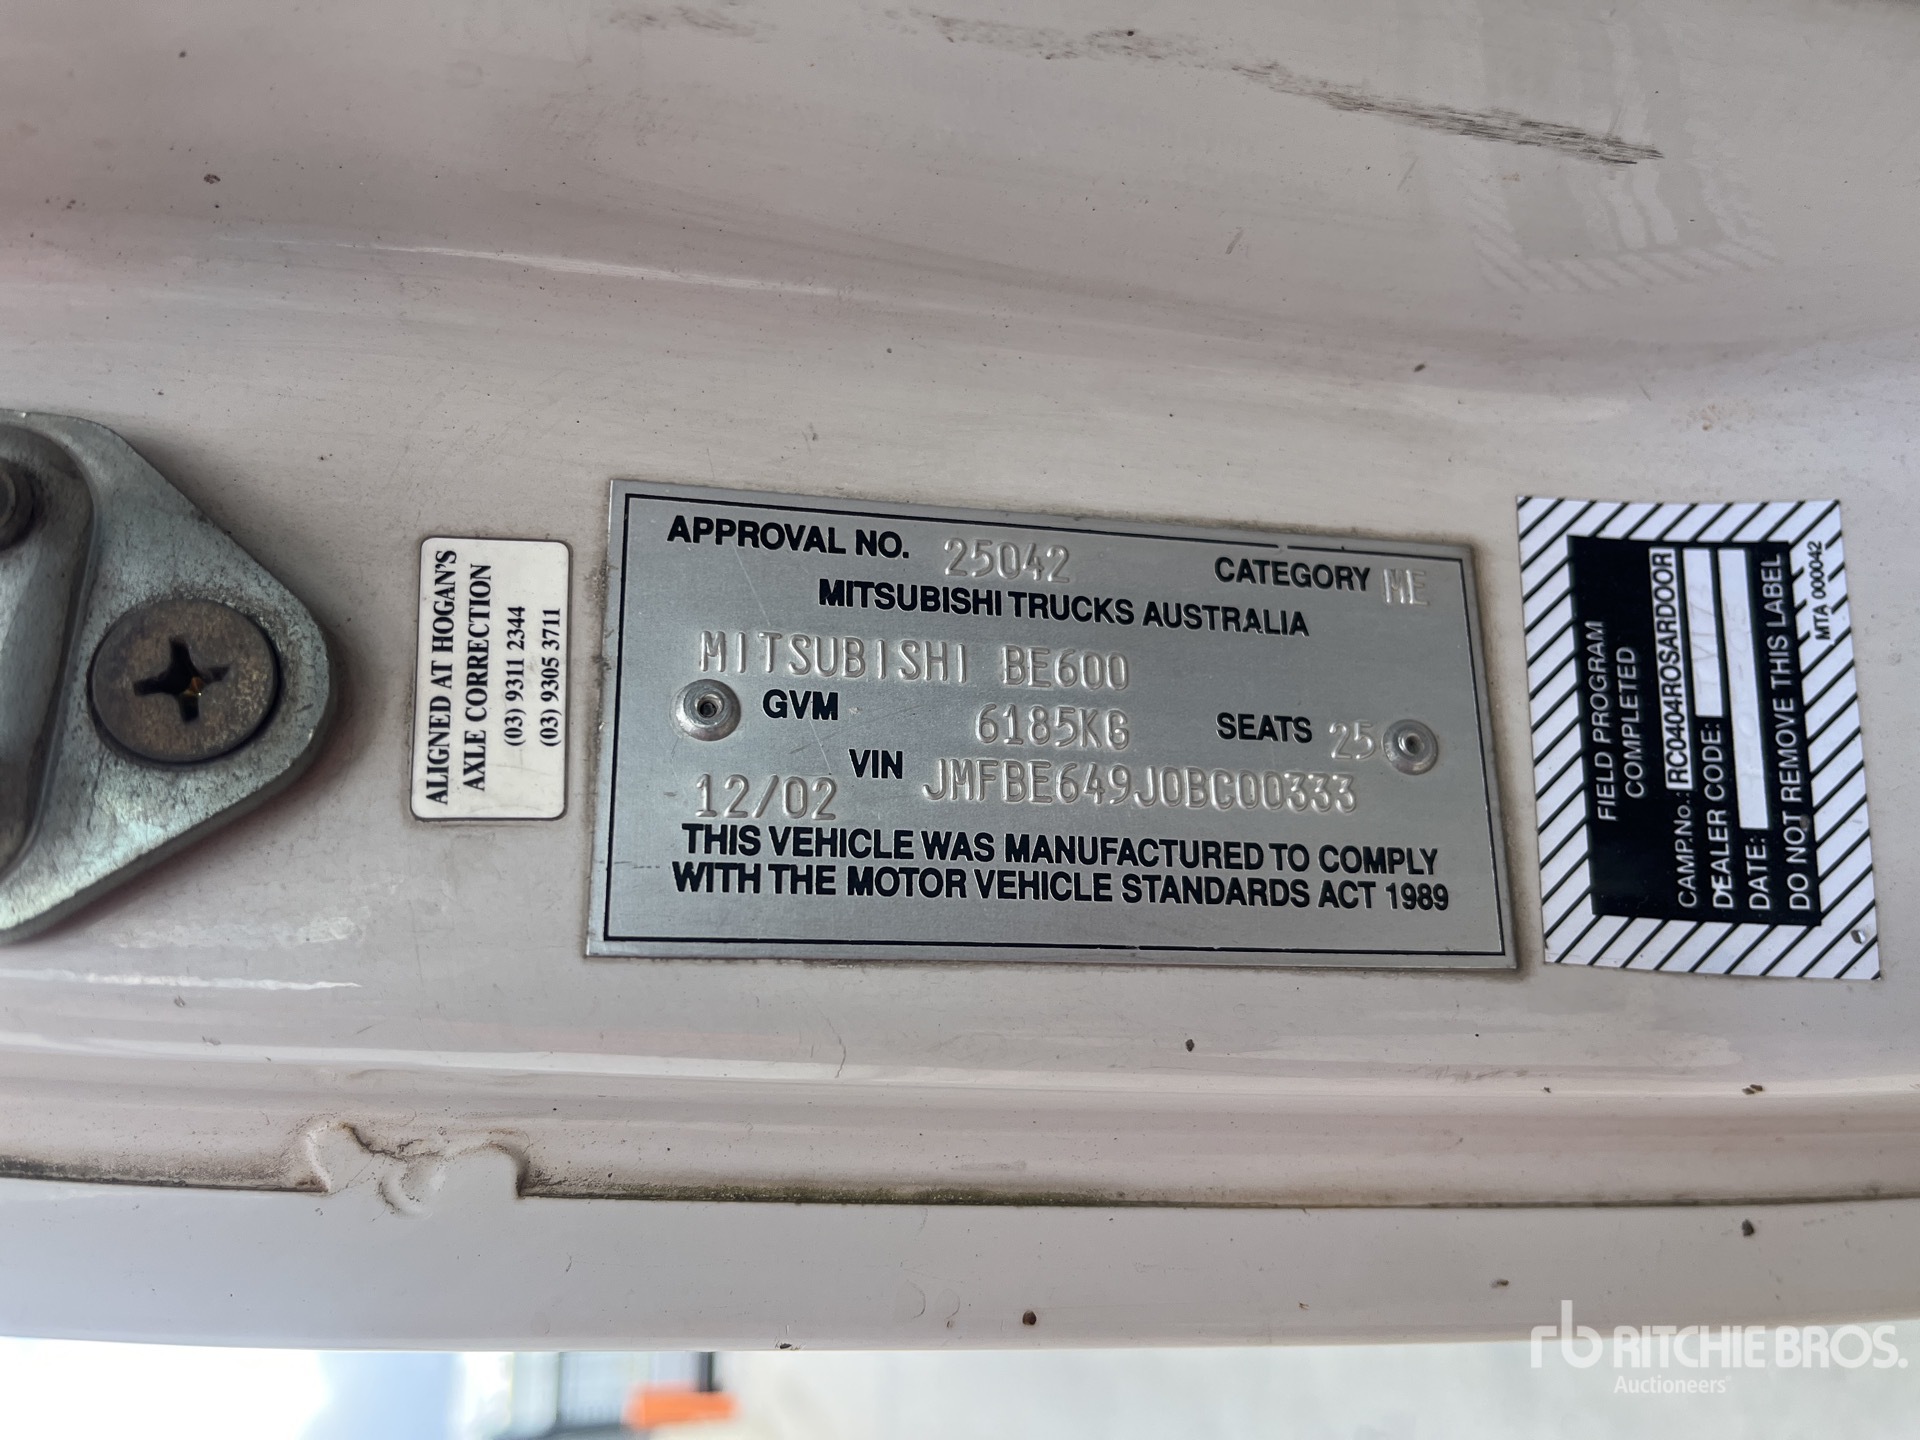 ALIGNED AT HOGAN'S
AXLE CORRECTION
(03) 9311 2344
(03) 9305 3711
APPROVAL NO. 25042 CATEGORY ME
MITSUBISHI TRUCKS AUSTRALIA
MITSUBISHI BE600
GVM 6185KG SEATS 25
12/02 VIN JMFBE649J0BC00333
THIS VEHICLE WAS MANUFACTURED TO COMPLY
WITH THE MOTOR VEHICLE STANDARDS ACT 1989
FIELD PROGRAM
COMPLETED
CAMP.No.: RC0404ROSARDOOR
DEALER CODE:
DATE:
DO NOT REMOVE THIS LABEL
MTA 000042
rb RITCHIE BROS.
Auctioneers